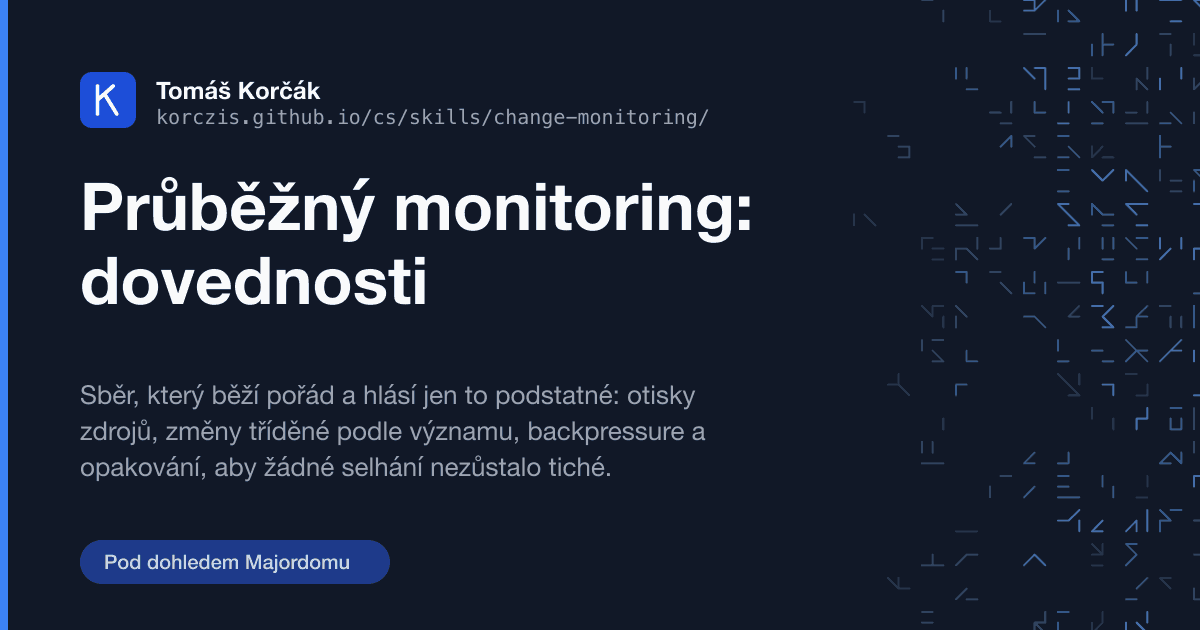 K
Tomáš Korčák
korczis.github.io/cs/skills/change-monitoring/
Průběžný monitoring:
dovednosti
Sběr, který běží pořád a hlásí jen to podstatné: otisky
zdrojů, změny tříděné podle významu, backpressure a
opakování, aby žádné selhání nezůstalo tiché.
Pod dohledem Majordomu